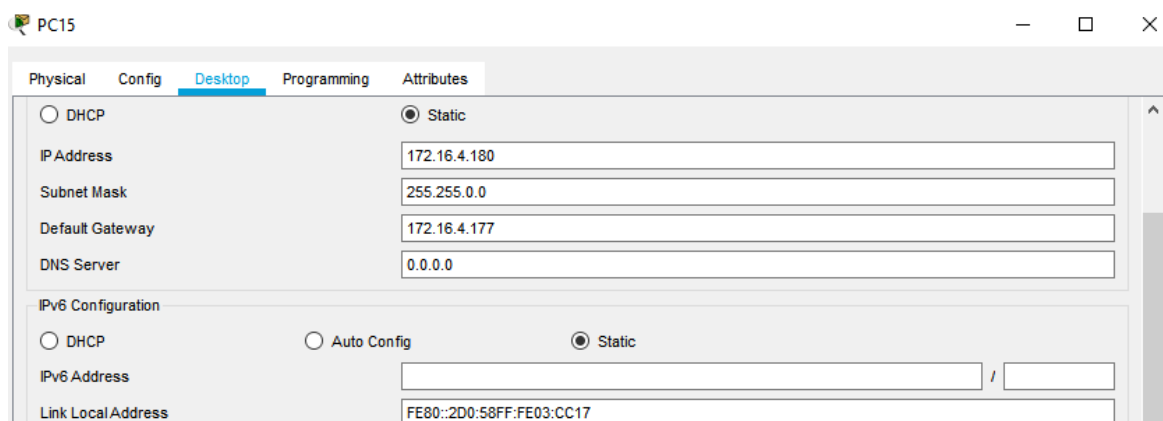 PC15
Physical Config Desktop Programming Attributes
DHCP Static
IP Address 172.16.4.180
Subnet Mask 255.255.0.0
Default Gateway 172.16.4.177
DNS Server 0.0.0.0
IPv6 Configuration
DHCP Auto Config Static
IPv6 Address /
Link Local Address FE80::2D0:58FF:FE03:CC17